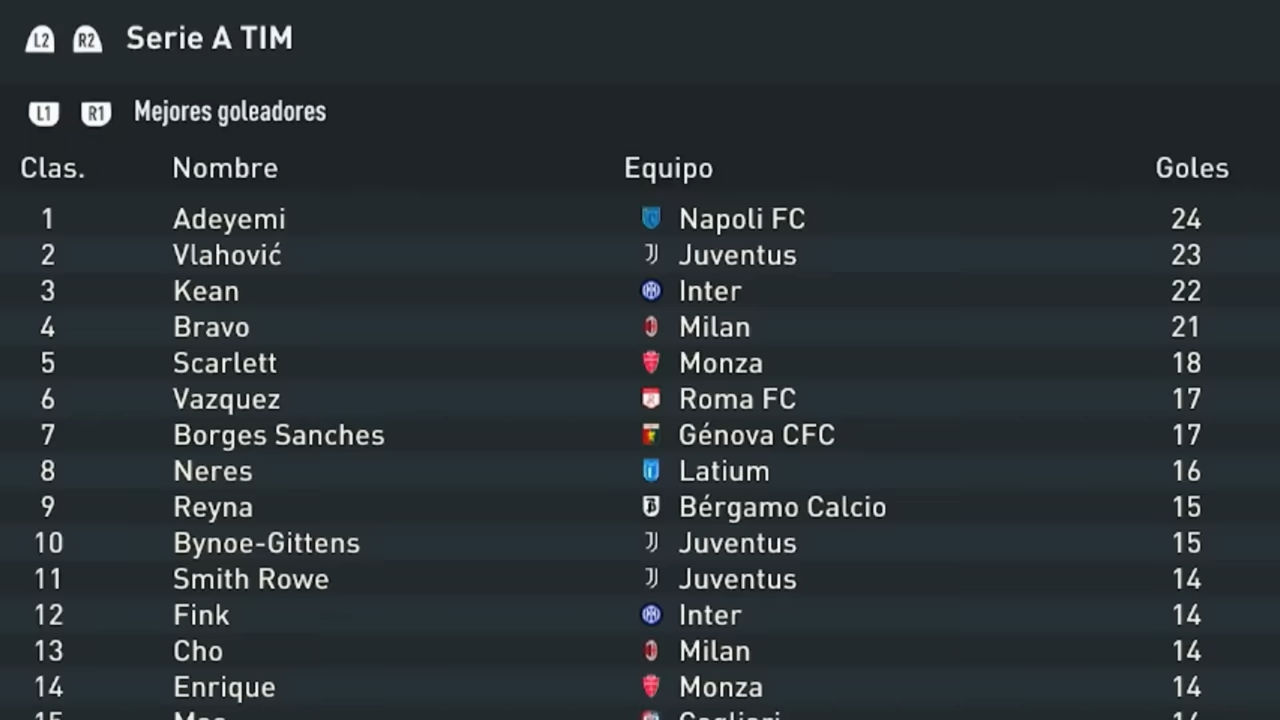 L2 R2 Serie A TIM
L1 R1 Mejores goleadores
Clas. Nombre Equipo Goles
1 Adeyemi Napoli FC 24
2 Vlahović Juventus 23
3 Kean Inter 22
4 Bravo Milan 21
5 Scarlett Monza 18
6 Vazquez Roma FC 17
7 Borges Sanches Génova CFC 17
8 Neres Latium 16
9 Reyna Bérgamo Calcio 15
10 Bynoe-Gittens Juventus 15
11 Smith Rowe Juventus 14
12 Fink Inter 14
13 Cho Milan 14
14 Enrique Monza 14